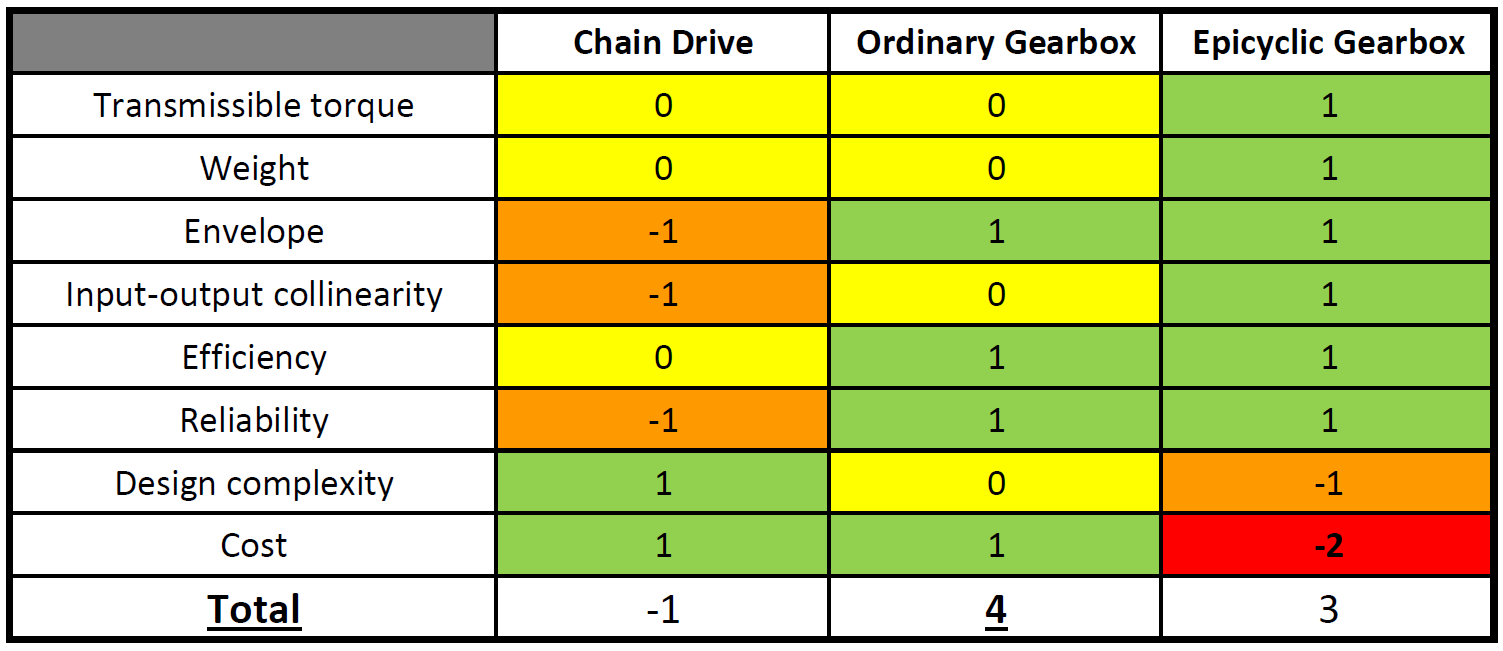 Chain Drive Ordinary Gearbox Epicyclic Gearbox
Transmissible torque 0 0 1
Weight 0 0 1
Envelope -1 1 1
Input-output collinearity -1 0 1
Efficiency 0 1 1
Reliability -1 1 1
Design complexity 1 0 -1
Cost 1 1 -2
Total -1 4 3